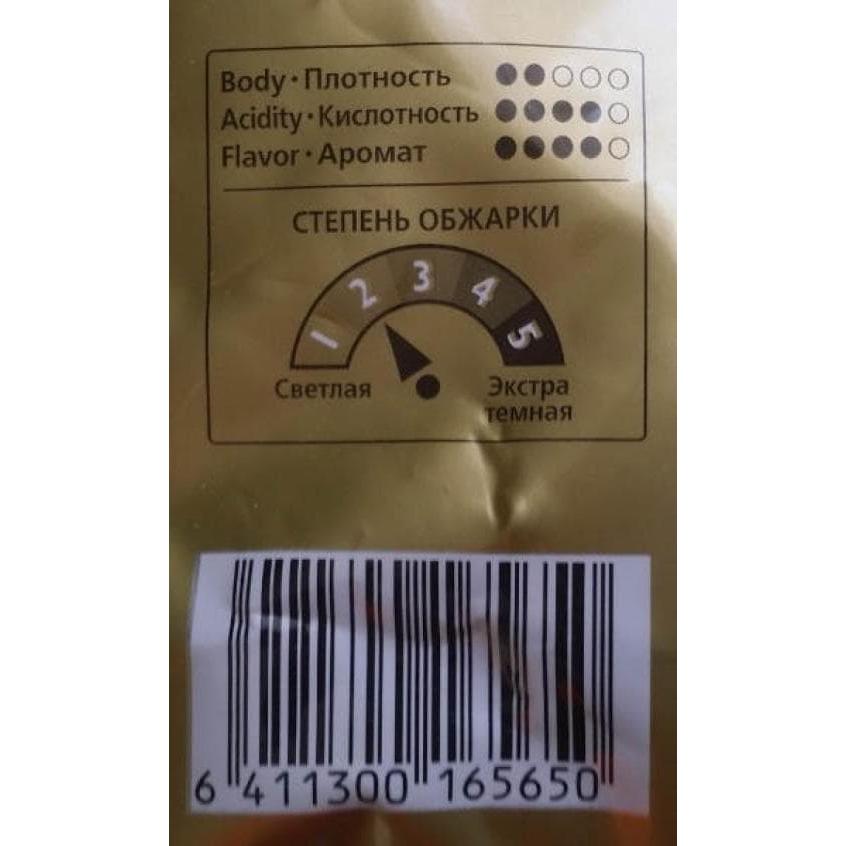 Body · Плотность
Acidity · Кислотность
Flavor · Аромат
СТЕПЕНЬ ОБЖАРКИ
1 2 3 4 5
Светлая Экстра
темная
6 411300 165650